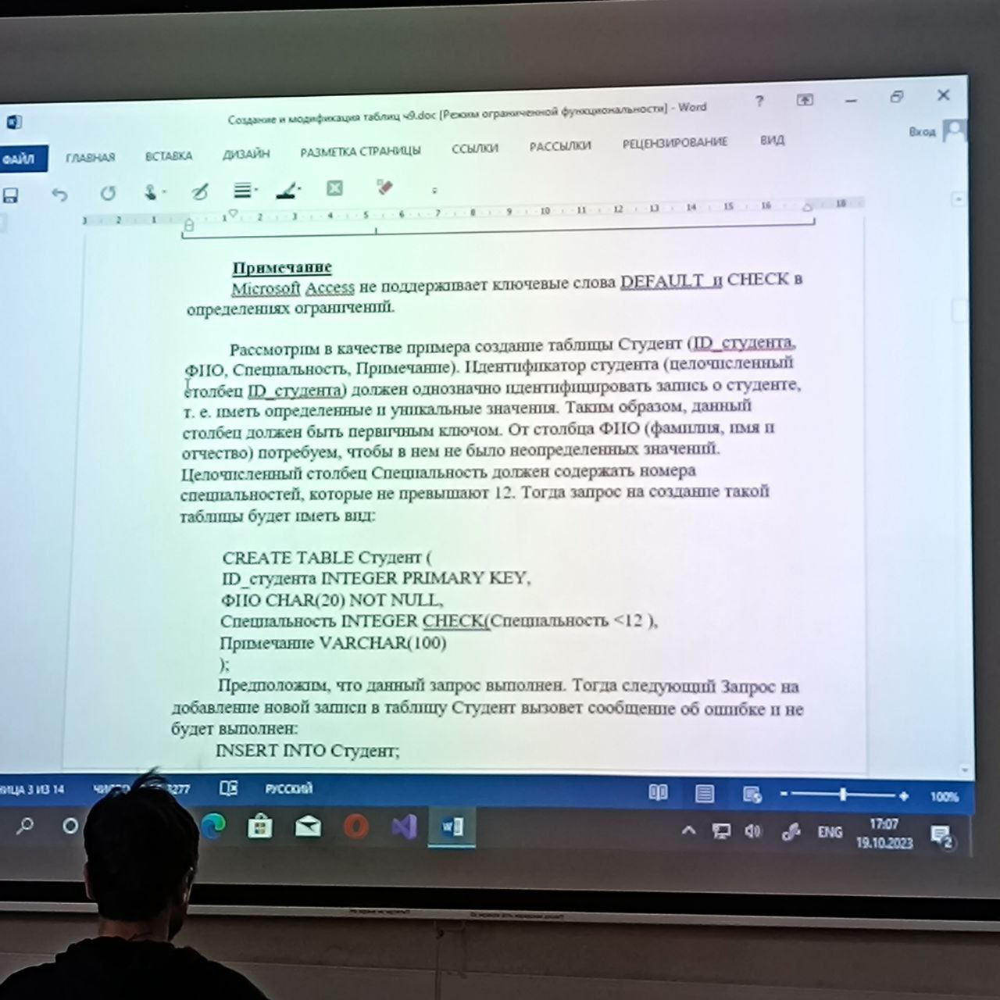 Создание и модификация таблиц ч9.doc [Режим ограниченной функциональности] - Word
Вход
ФАЙЛ ГЛАВНАЯ ВСТАВКА ДИЗАЙН РАЗМЕТКА СТРАНИЦЫ ССЫЛКИ РАССЫЛКИ РЕЦЕНЗИРОВАНИЕ ВИД
3 2 1 1 2 3 4 5 6 7 8 9 10 11 12 13 14 15 16 18
Примечание
Microsoft Access не поддерживает ключевые слова DEFAULT и CHECK в
определениях ограничений.
Рассмотрим в качестве примера создание таблицы Студент (ID_студента,
ФИО, Специальность, Примечание). Идентификатор студента (целочисленный
столбец ID_студента) должен однозначно идентифицировать запись о студенте,
т. е. иметь определенные и уникальные значения. Таким образом, данный
столбец должен быть первичным ключом. От столбца ФИО (фамилия, имя и
отчество) потребуем, чтобы в нем не было неопределенных значений.
Целочисленный столбец Специальность должен содержать номера
специальностей, которые не превышают 12. Тогда запрос на создание такой
таблицы будет иметь вид:
CREATE TABLE Студент (
ID_студента INTEGER PRIMARY KEY,
ФИО CHAR(20) NOT NULL,
Специальность INTEGER CHECK(Специальность <12 ),
Примечание VARCHAR(100)
);
Предположим, что данный запрос выполнен. Тогда следующий Запрос на
добавление новой записи в таблицу Студент вызовет сообщение об ошибке и не
будет выполнен:
INSERT INTO Студент;
3 ИЗ 14 РУССКИЙ 100%
ENG 17:07
19.10.2023 2